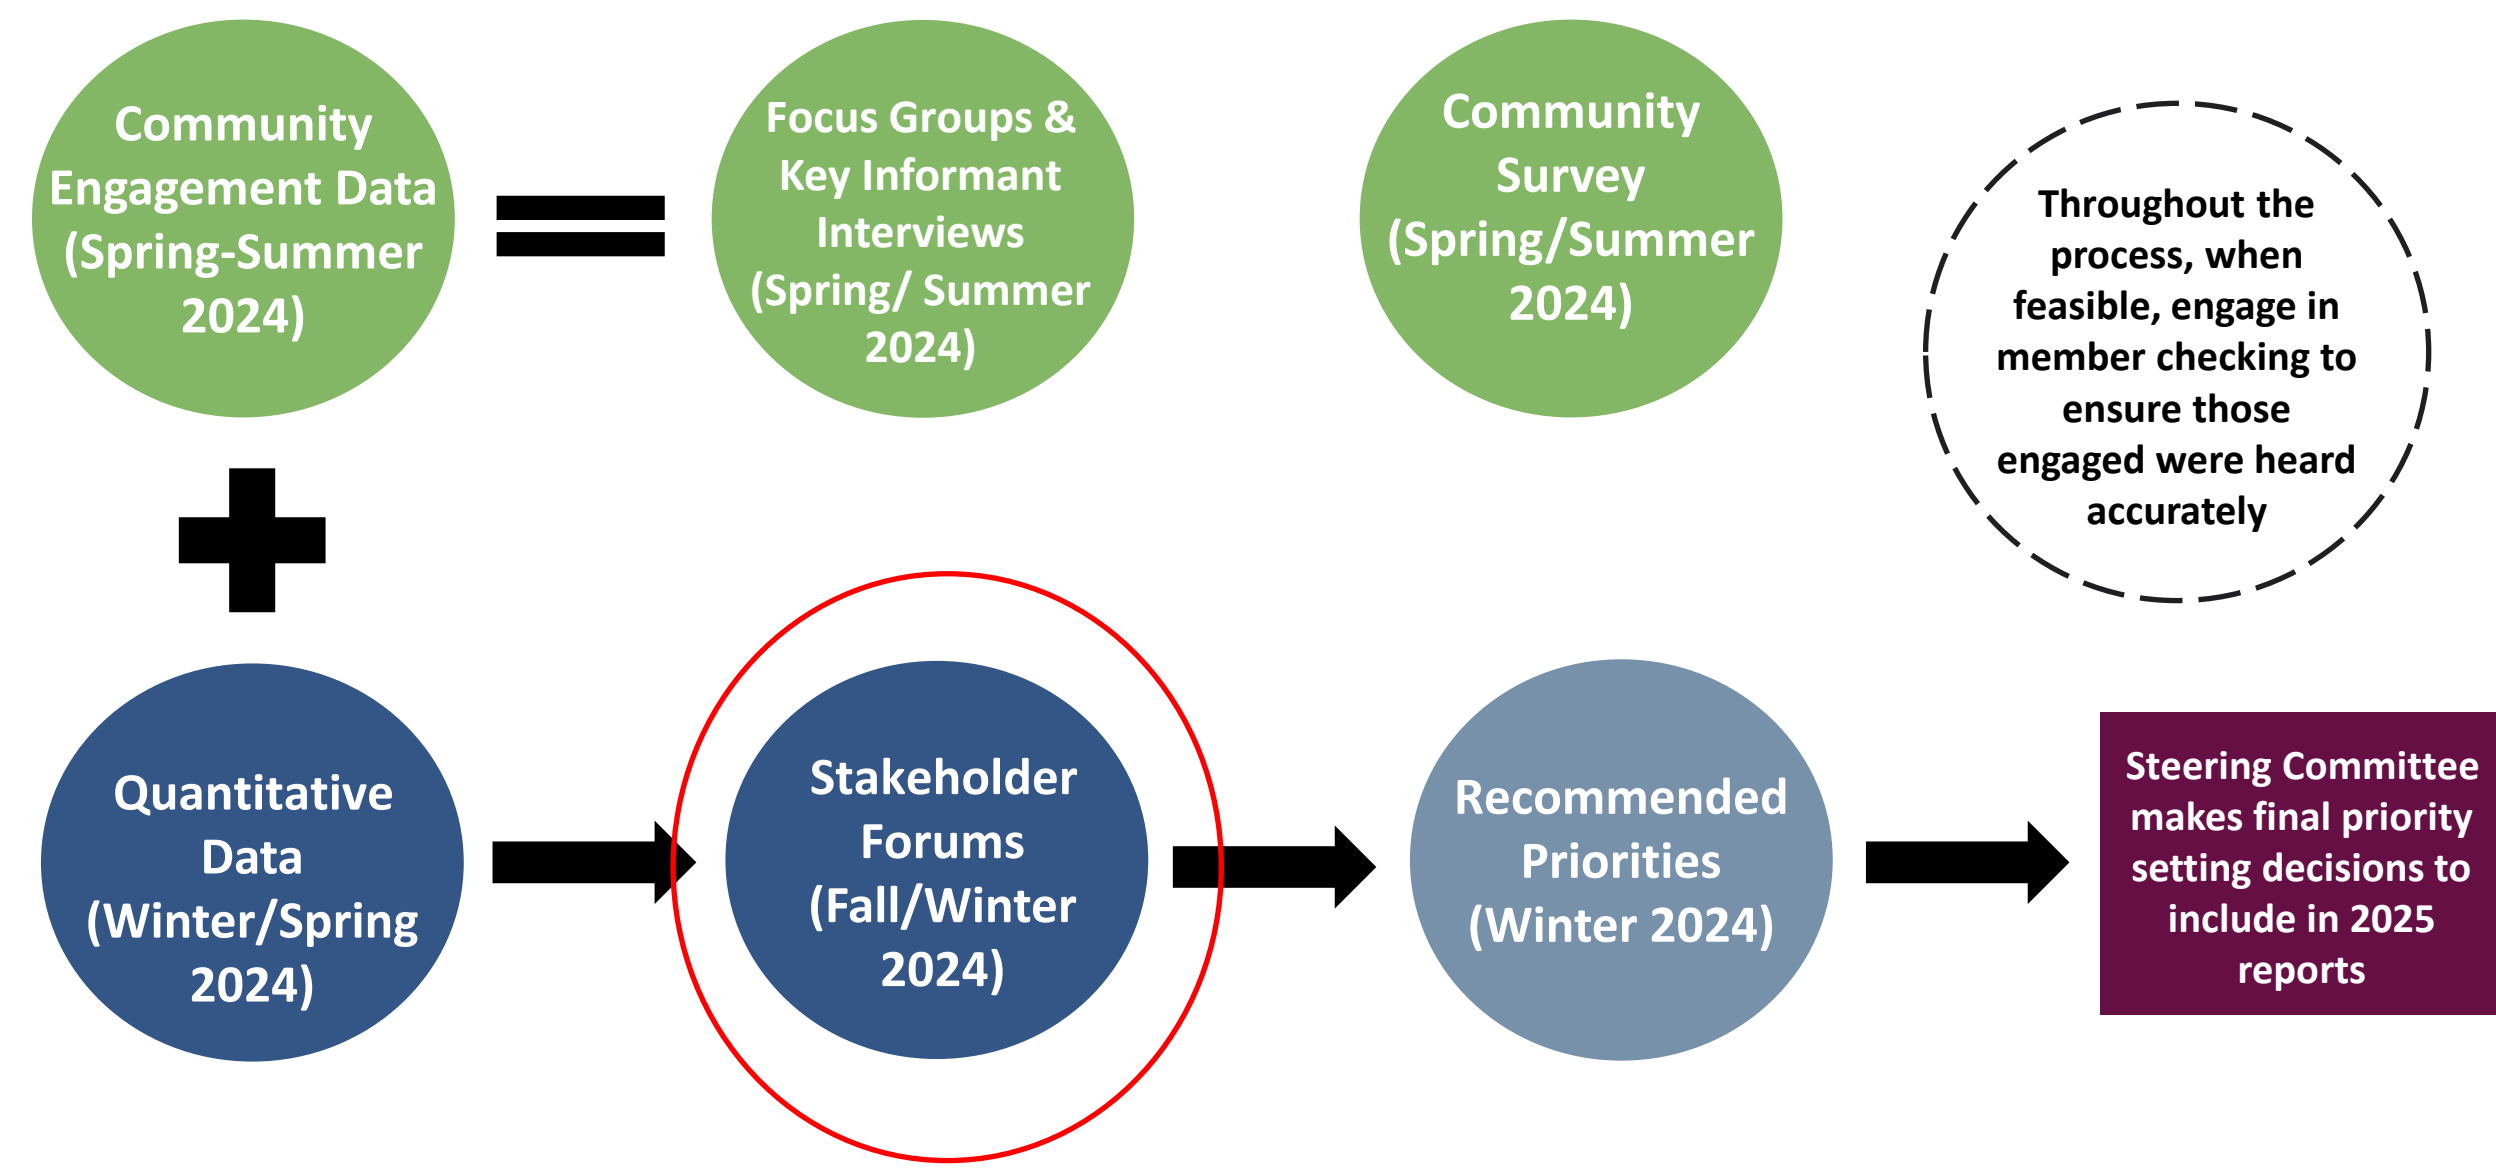 Community
Engagement Data
(Spring-Summer
2024)
Focus Groups &
Key Informant
Interviews
(Spring/ Summer
2024)
Community
Survey
(Spring/Summer
2024)
Throughout the
process, when
feasible, engage in
member checking to
ensure those
engaged were heard
accurately
Quantitative
Data
(Winter/Spring
2024)
Stakeholder
Forums
(Fall/Winter
2024)
Recommended
Priorities
(Winter 2024)
Steering Committee
makes final priority
setting decisions to
include in 2025
reports